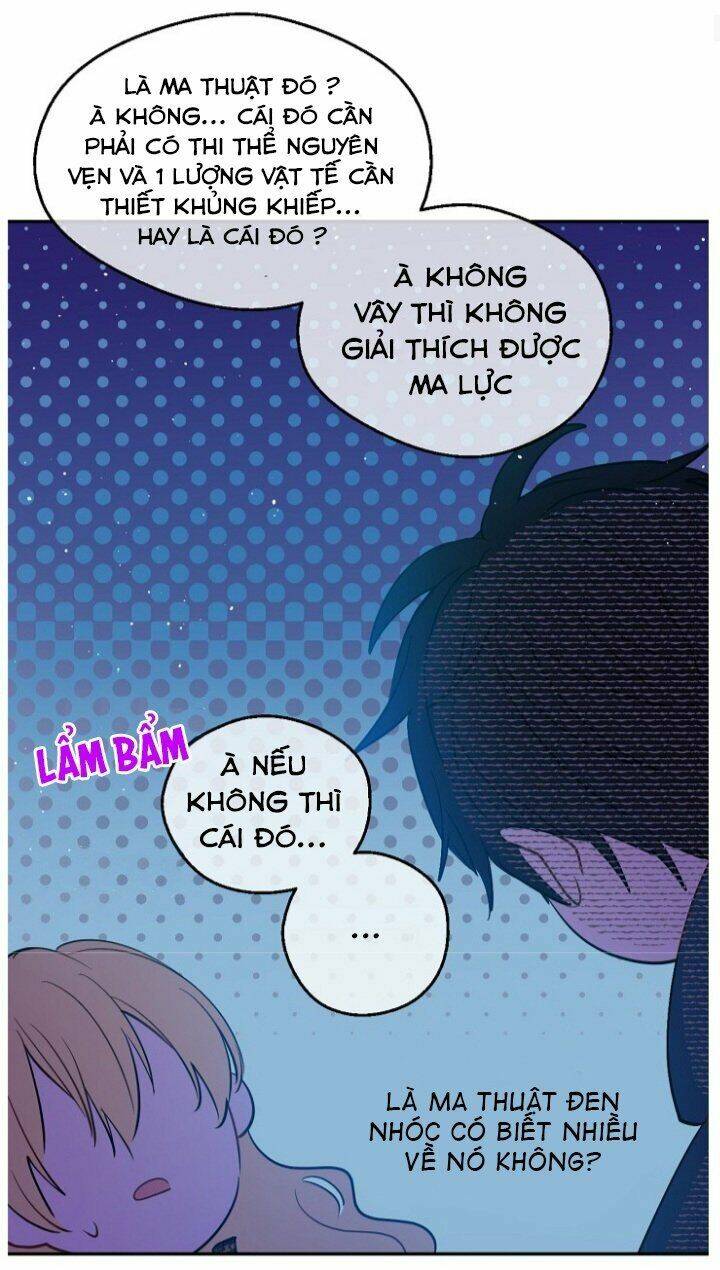 LÀ MA THUẬT ĐÓ ?
À KHÔNG... CÁI ĐÓ CẦN
PHẢI CÓ THI THỂ NGUYÊN
VẸN VÀ 1 LƯỢNG VẬT TẾ CẦN
THIẾT KHỦNG KHIẾP...
HAY LÀ CÁI ĐÓ ?
À KHÔNG
VÂY THÌ KHÔNG
GIẢI THÍCH ĐƯỢC
MA LỰC
LẨM BẨM
À NẾU
KHÔNG THÌ
CÁI ĐÓ...
...
LÀ MA THUẬT ĐEN
NHÓC CÓ BIẾT NHIỀU
VỀ NÓ KHÔNG?